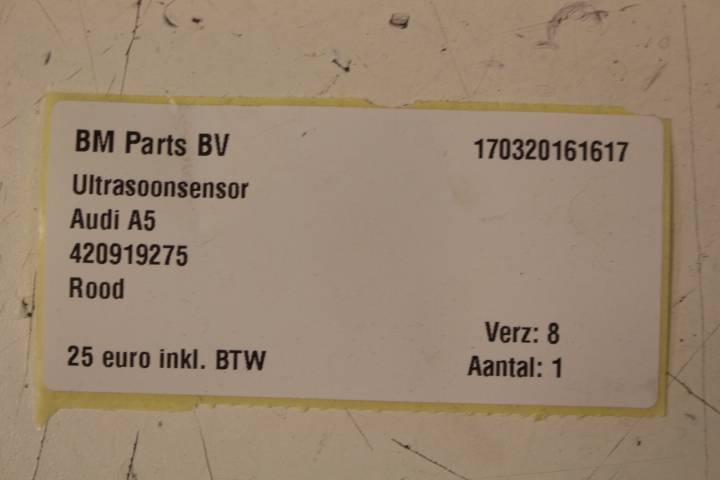 BM Parts BV
170320161617
Ultrasoonsensor
Audi A5
420919275
Rood
Verz: 8
25 euro inkl. BTW
Aantal: 1